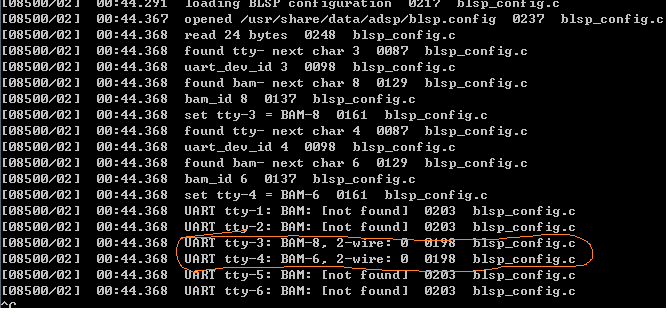 [08500/02] 00:44.291 loading BLSP configuration 0217 blsp_config.c
[08500/02] 00:44.367 opened /usr/share/data/adsp/blsp.config 0237 blsp_config.c
[08500/02] 00:44.368 read 24 bytes 0248 blsp_config.c
[08500/02] 00:44.368 found tty- next char 3 0087 blsp_config.c
[08500/02] 00:44.368 uart_dev_id 3 0098 blsp_config.c
[08500/02] 00:44.368 found bam- next char 8 0129 blsp_config.c
[08500/02] 00:44.368 bam_id 8 0137 blsp_config.c
[08500/02] 00:44.368 set tty-3 = BAM-8 0161 blsp_config.c
[08500/02] 00:44.368 found tty- next char 4 0087 blsp_config.c
[08500/02] 00:44.368 uart_dev_id 4 0098 blsp_config.c
[08500/02] 00:44.368 found bam- next char 6 0129 blsp_config.c
[08500/02] 00:44.368 bam_id 6 0137 blsp_config.c
[08500/02] 00:44.368 set tty-4 = BAM-6 0161 blsp_config.c
[08500/02] 00:44.368 UART tty-1: BAM: [not found] 0203 blsp_config.c
[08500/02] 00:44.368 UART tty-2: BAM: [not found] 0203 blsp_config.c
[08500/02] 00:44.368 UART tty-3: BAM-8, 2-wire: 0 0198 blsp_config.c
[08500/02] 00:44.368 UART tty-4: BAM-6, 2-wire: 0 0198 blsp_config.c
[08500/02] 00:44.368 UART tty-5: BAM: [not found] 0203 blsp_config.c
[08500/02] 00:44.368 UART tty-6: BAM: [not found] 0203 blsp_config.c
^C